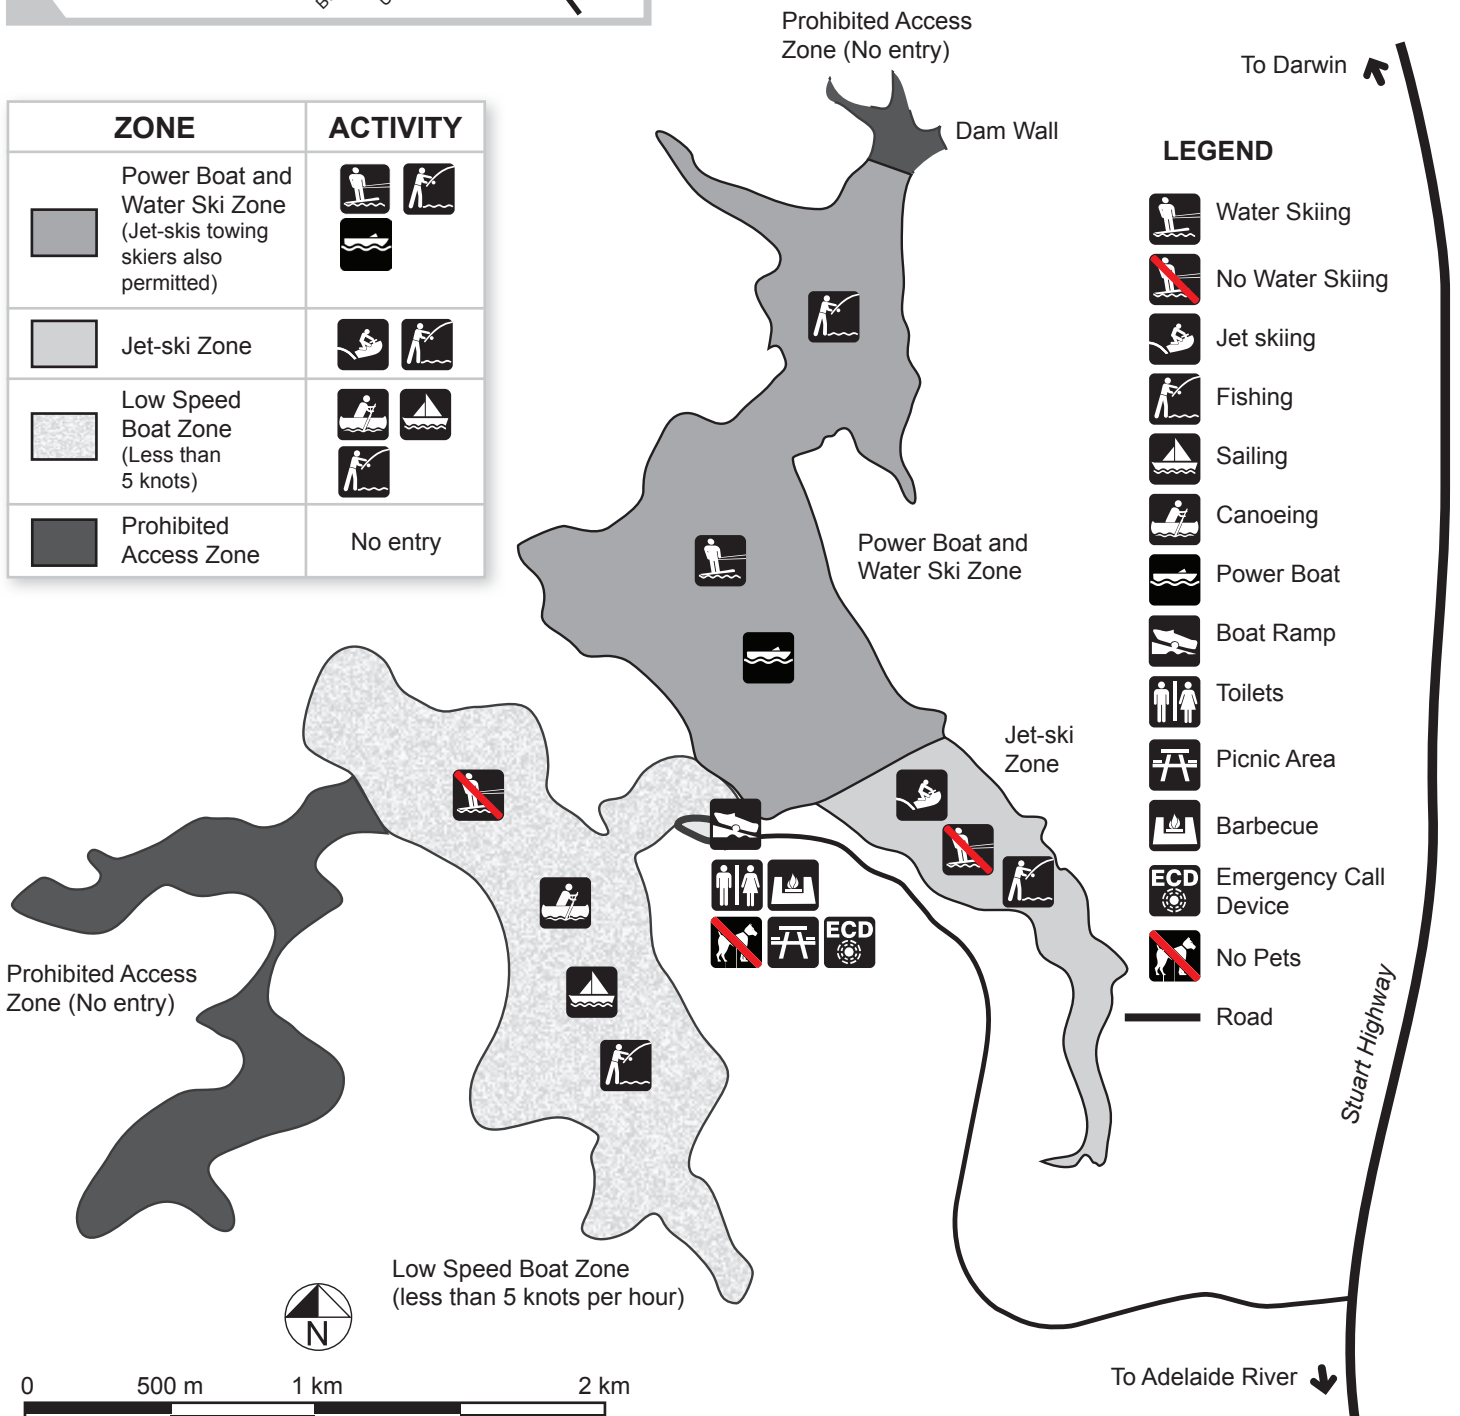 Prohibited Access
Zone (No entry)
To Darwin
Dam Wall
ZONE
ACTIVITY
Power Boat and
Water Ski Zone
(Jet-skis towing
skiers also
permitted)
Jet-ski Zone
Low Speed
Boat Zone
(Less than
5 knots)
Prohibited
Access Zone
No entry
LEGEND
Water Skiing
No Water Skiing
Jet skiing
Fishing
Sailing
Canoeing
Power Boat
Boat Ramp
Toilets
Picnic Area
Barbecue
ECD
Emergency Call
Device
No Pets
Road
Power Boat and
Water Ski Zone
Jet-ski
Zone
ECD
Prohibited Access
Zone (No entry)
Stuart Highway
Low Speed Boat Zone
(less than 5 knots per hour)
N
To Adelaide River
0 500 m 1 km 2 km